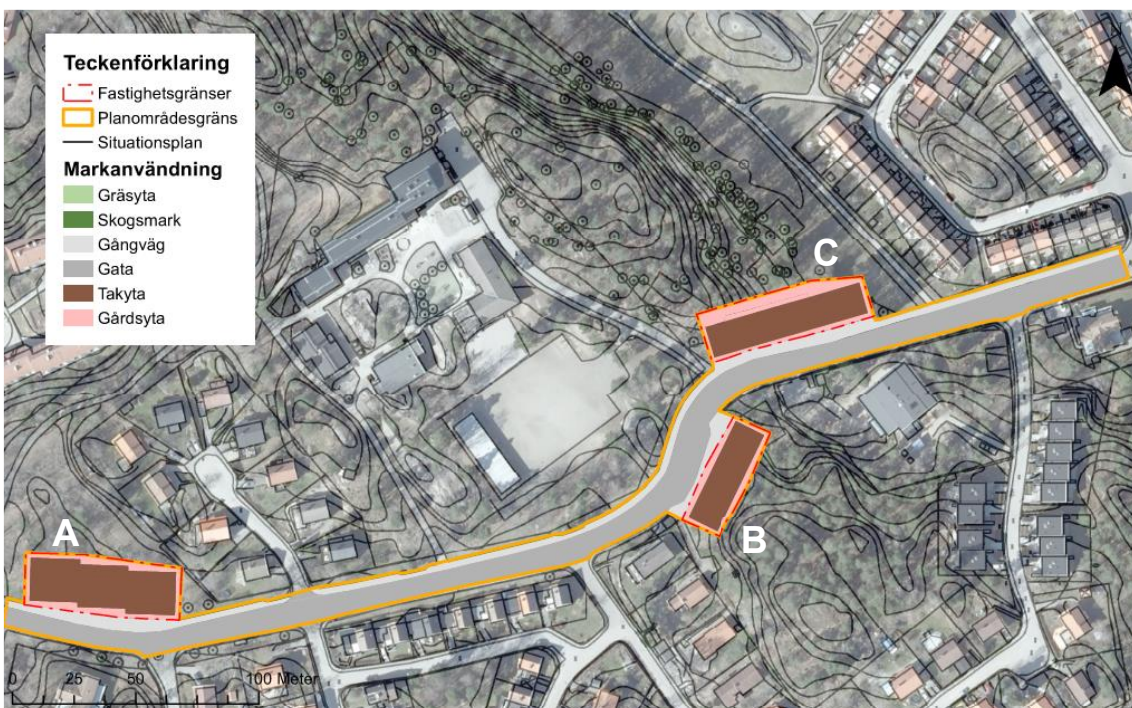 Teckenförklaring
Fastighetsgränser
Planområdesgräns
Situationsplan
Markanvändning
Gräsyta
Skogsmark
Gångväg
Gata
Takyta
Gårdsyta
C
A
B
0 25 50 100 Meter